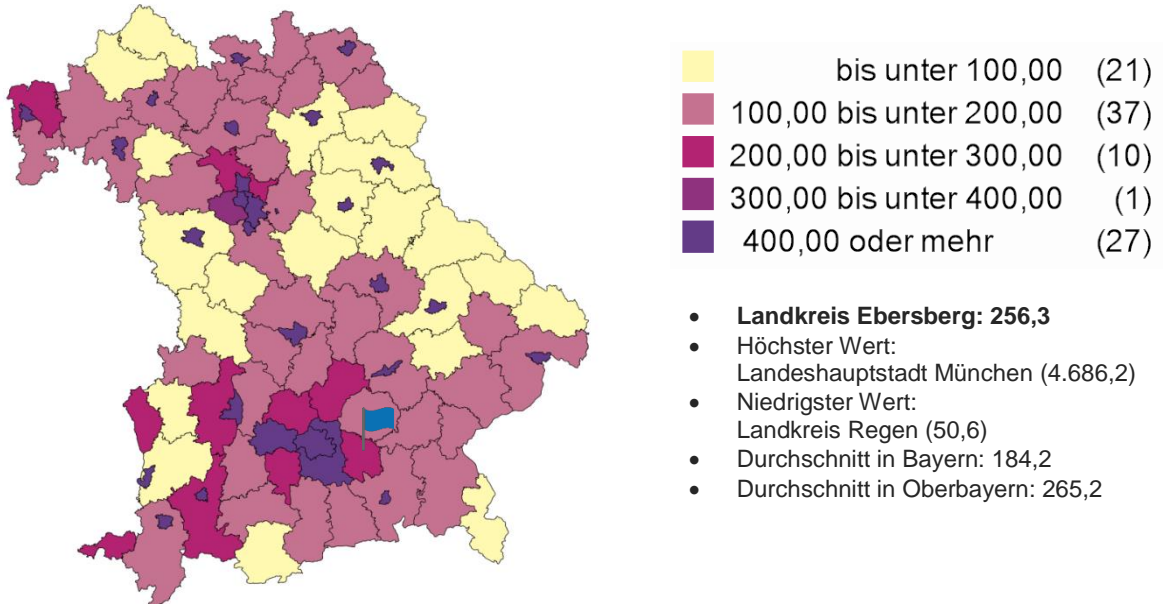 bis unter 100,00 (21)
100,00 bis unter 200,00 (37)
200,00 bis unter 300,00 (10)
300,00 bis unter 400,00 (1)
400,00 oder mehr (27)
• Landkreis Ebersberg: 256,3
• Höchster Wert:
Landeshauptstadt München (4.686,2)
• Niedrigster Wert:
Landkreis Regen (50,6)
• Durchschnitt in Bayern: 184,2
• Durchschnitt in Oberbayern: 265,2